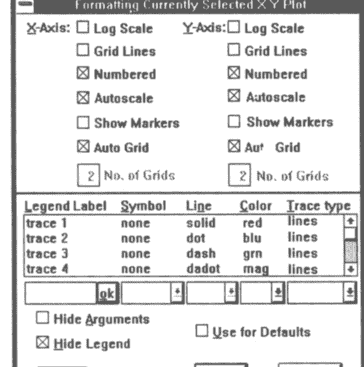 Formatting Currently Selected X Y Plot
X-Axis: Log Scale Y-Axis: Log Scale
Grid Lines Grid Lines
Numbered Numbered
Autoscale Autoscale
Show Markers Show Markers
Auto Grid Aut Grid
2 No. of Grids 2 No. of Grids
Legend Label Symbol Line Color Trace type
trace 1 none solid red lines
trace 2 none dot blu lines
trace 3 none dash grn lines
trace 4 none dadot mag lines
ok
Hide Arguments
Use for Defaults
Hide Legend